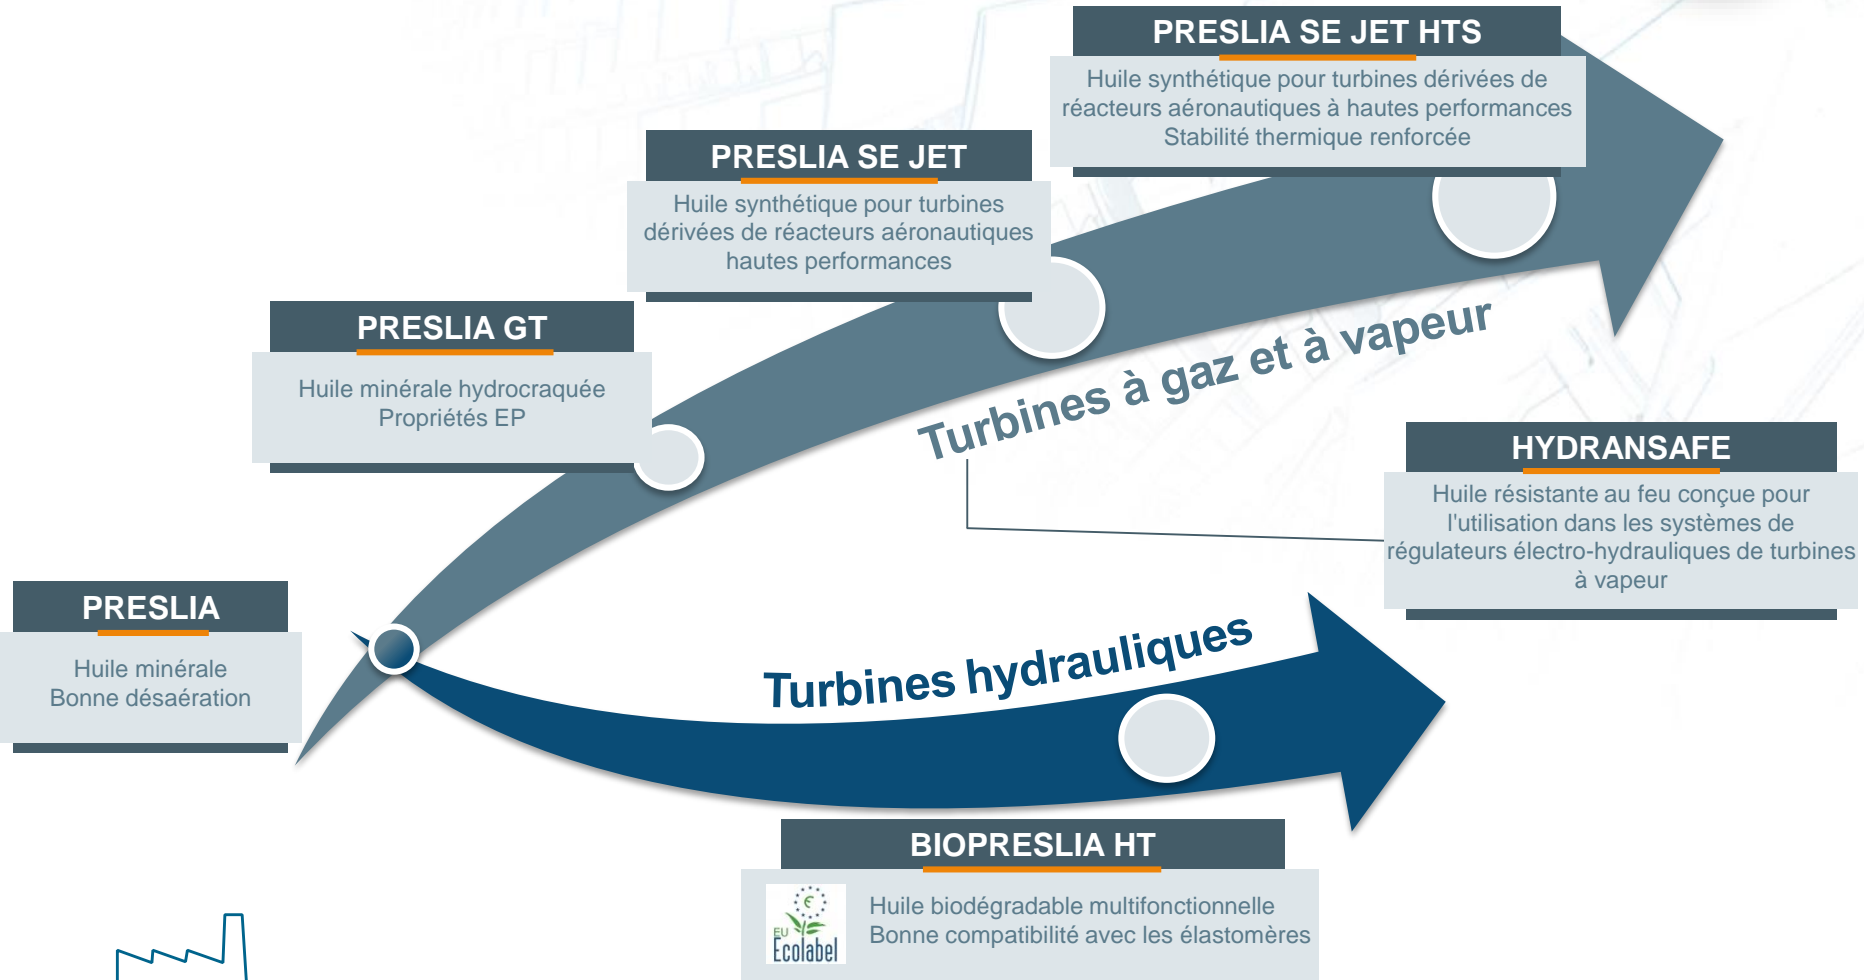 PRESLIA SE JET HTS
Huile synthétique pour turbines dérivées de
réacteurs aéronautiques à hautes performances
Stabilité thermique renforcée
PRESLIA SE JET
Huile synthétique pour turbines
dérivées de réacteurs aéronautiques
hautes performances
PRESLIA GT
Huile minérale hydrocraquée
Propriétés EP
Turbines à gaz et à vapeur
HYDRANSAFE
Huile résistante au feu conçue pour
l'utilisation dans les systèmes de
régulateurs électro-hydrauliques de turbines
à vapeur
PRESLIA
Huile minérale
Bonne désaération
Turbines hydrauliques
BIOPRESLIA HT
EU
Ecolabel
Huile biodégradable multifonctionnelle
Bonne compatibilité avec les élastomères